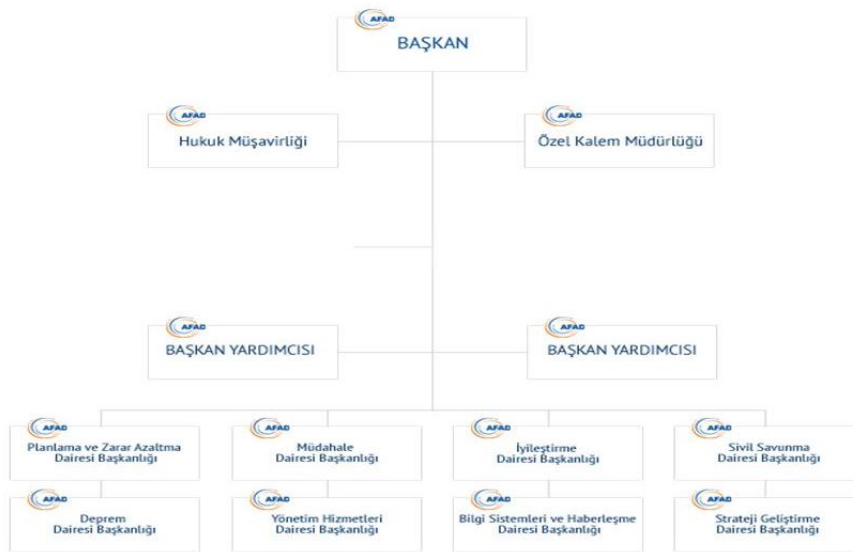 AFAD
BAŞKAN
AFAD
AFAD
Hukuk Müşavirliği
Özel Kalem Müdürlüğü
AFAD
AFAD
BAŞKAN YARDIMCISI
BAŞKAN YARDIMCISI
AFAD
AFAD
AFAD
AFAD
Planlama ve Zarar Azaltma
Dairesi Başkanlığı
Müdahale
Dairesi Başkanlığı
İyileştirme
Dairesi Başkanlığı
Sivil Savunma
Dairesi Başkanlığı
AFAD
AFAD
AFAD
AFAD
Deprem
Dairesi Başkanlığı
Yönetim Hizmetleri
Dairesi Başkanlığı
Bilgi Sistemleri ve Haberleşme
Dairesi Başkanlığı
Strateji Geliştirme
Dairesi Başkanlığı